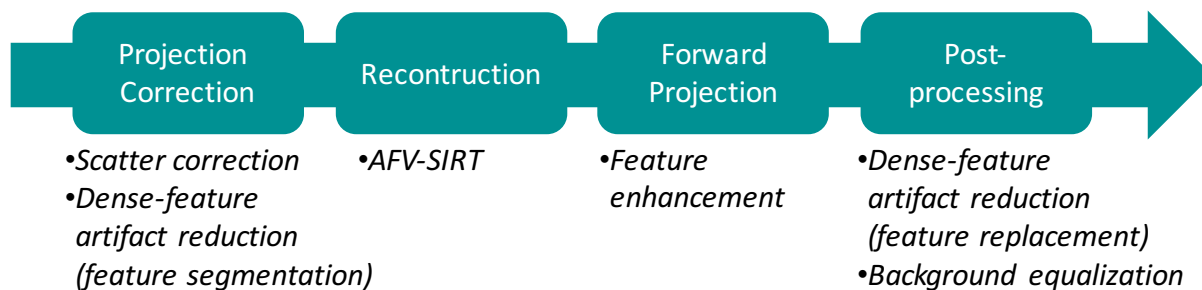 Projection
Correction
Recontruction
Forward
Projection
Post-
processing
•Scatter correction
•Dense-feature
artifact reduction
(feature segmentation)
•AFV-SIRT
•Feature
enhancement
•Dense-feature
artifact reduction
(feature replacement)
•Background equalization